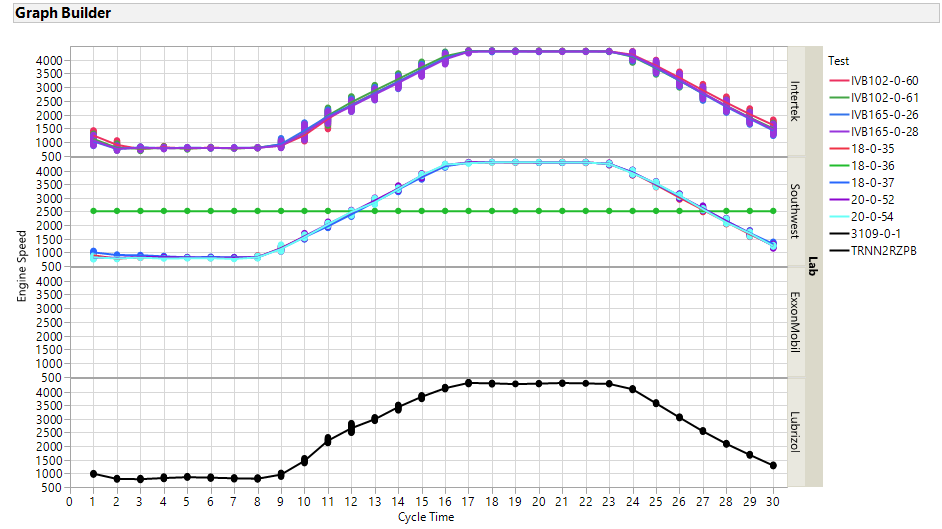 Graph Builder
Engine Speed
4000
3500
3000
2500
2000
1500
1000
500
4000
3500
3000
2500
2000
1500
1000
500
4000
3500
3000
2500
2000
1500
1000
500
4000
3500
3000
2500
2000
1500
1000
500
0 1 2 3 4 5 6 7 8 9 10 11 12 13 14 15 16 17 18 19 20 21 22 23 24 25 26 27 28 29 30
Cycle Time
Intertek
Southwest
ExxonMobil
Lubrizol
Lab
Test
IVB102-0-60
IVB102-0-61
IVB165-0-26
IVB165-0-28
18-0-35
18-0-36
18-0-37
20-0-52
20-0-54
3109-0-1
TRNN2RZPB